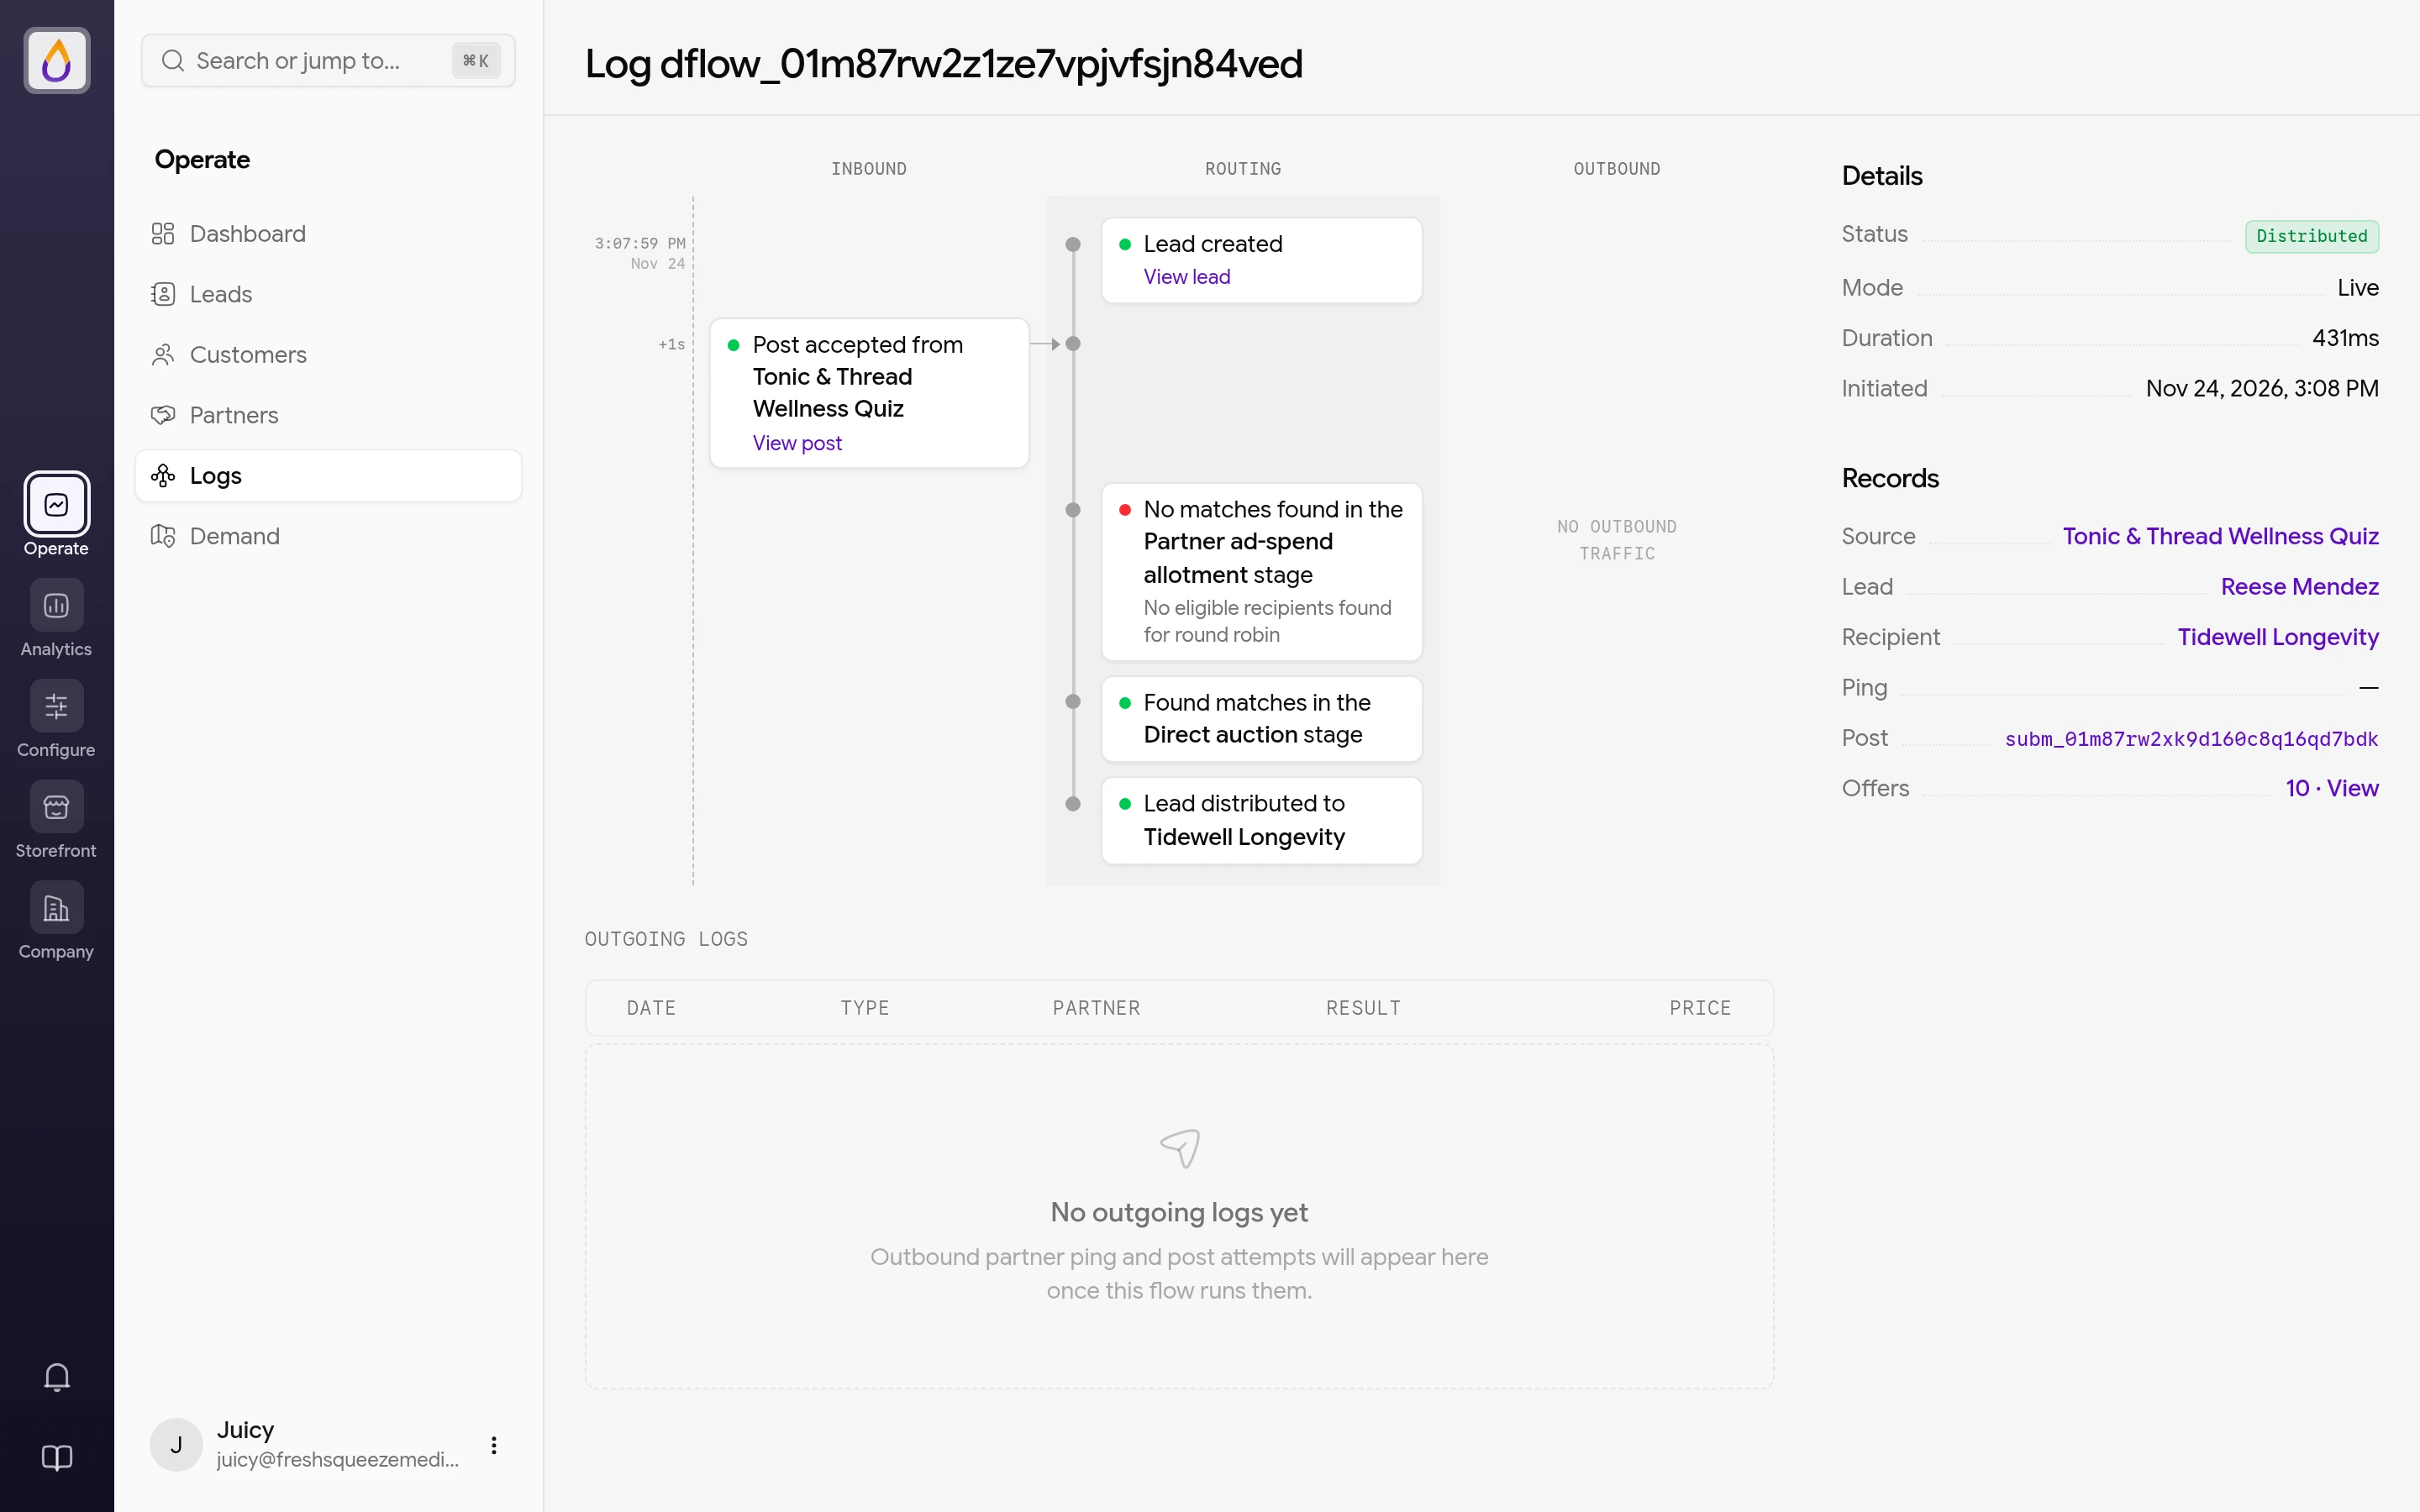 Search or jump to...
⌘K
Operate
Dashboard
Leads
Customers
Partners
Logs
Demand
Operate
Analytics
Configure
Storefront
Company
J
Juicy
juicy@freshsqueezemedi...
Log dflow_01m87rw2z1ze7vpjvfsjn84ved
INBOUND
ROUTING
OUTBOUND
3:07:59 PM
Nov 24
Lead created
View lead
+1s
Post accepted from
Tonic & Thread
Wellness Quiz
View post
No matches found in the
Partner ad-spend
allotment stage
No eligible recipients found
for round robin
NO OUTBOUND
TRAFFIC
Found matches in the
Direct auction stage
Lead distributed to
Tidewell Longevity
OUTGOING LOGS
DATE
TYPE
PARTNER
RESULT
PRICE
No outgoing logs yet
Outbound partner ping and post attempts will appear here
once this flow runs them.
Details
Status
Distributed
Mode
Live
Duration
431ms
Initiated
Nov 24, 2026, 3:08 PM
Records
Source
Tonic & Thread Wellness Quiz
Lead
Reese Mendez
Recipient
Tidewell Longevity
Ping
—
Post
subm_01m87rw2xk9d160c8q16qd7bdk
Offers
10 · View